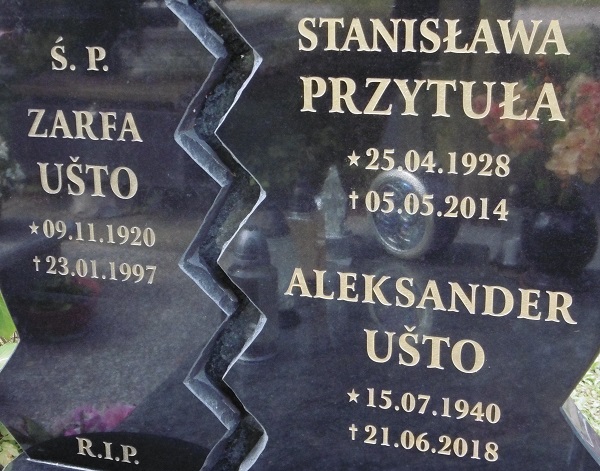 Ś. P.
ZARFA
UŠTO
★09.11.1920
†23.01.1997
R.I.P.
STANISŁAWA
PRZYTUŁA
★25.04.1928
†05.05.2014
ALEKSANDER
UŠTO
★15.07.1940
†21.06.2018